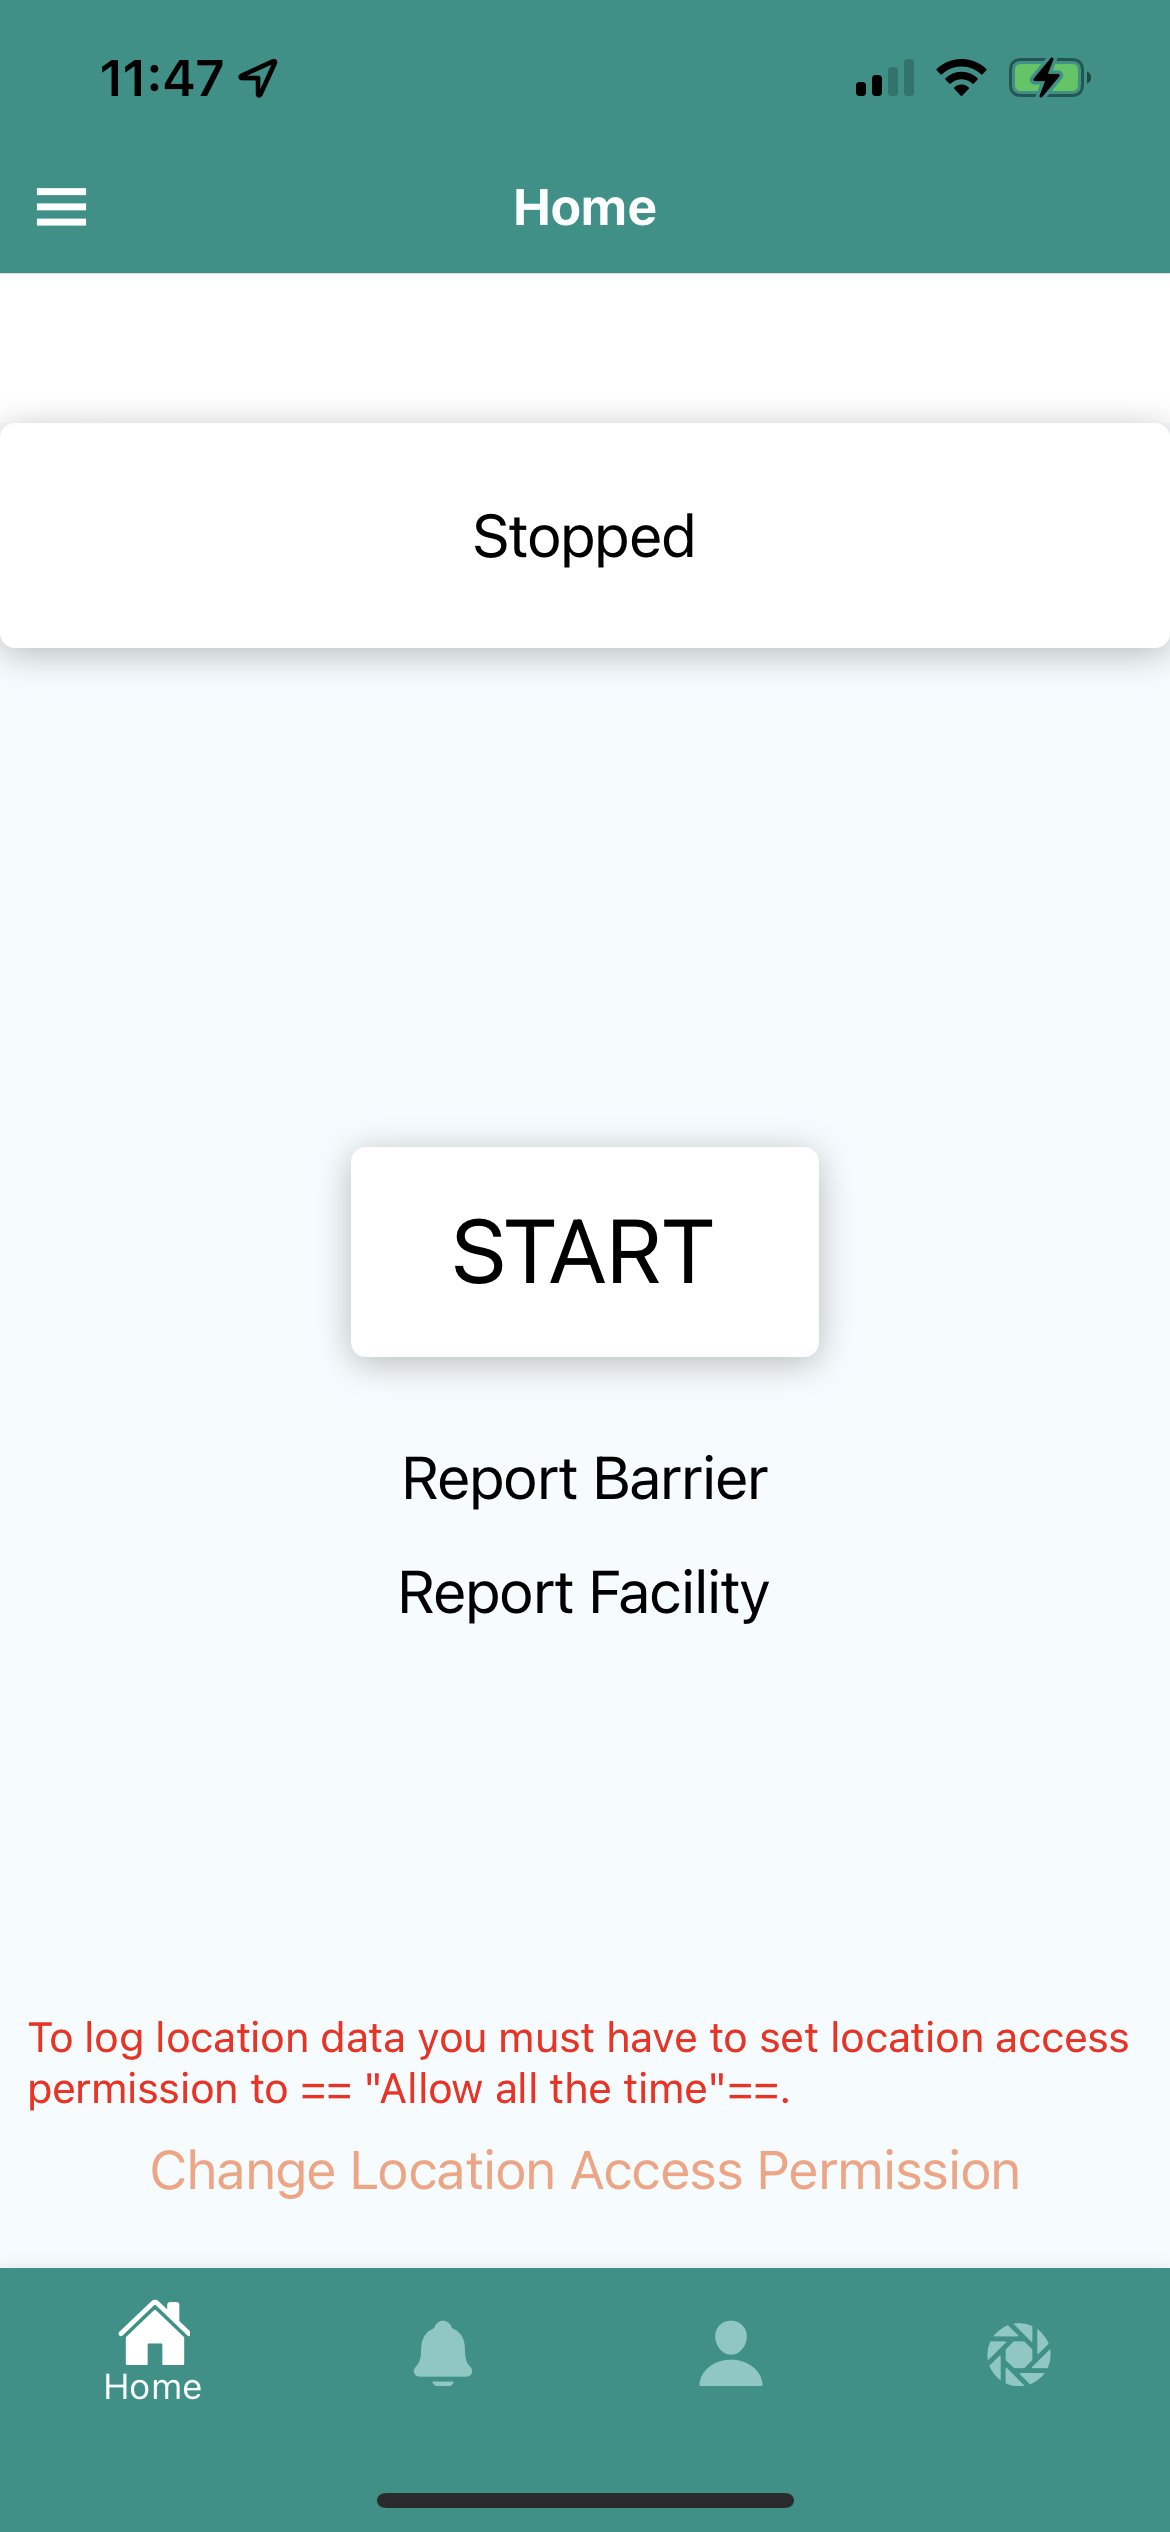 11:47
Home
Stopped
START
Report Barrier
Report Facility
To log location data you must have to set location access
permission to == "Allow all the time"==.
Change Location Access Permission
Home